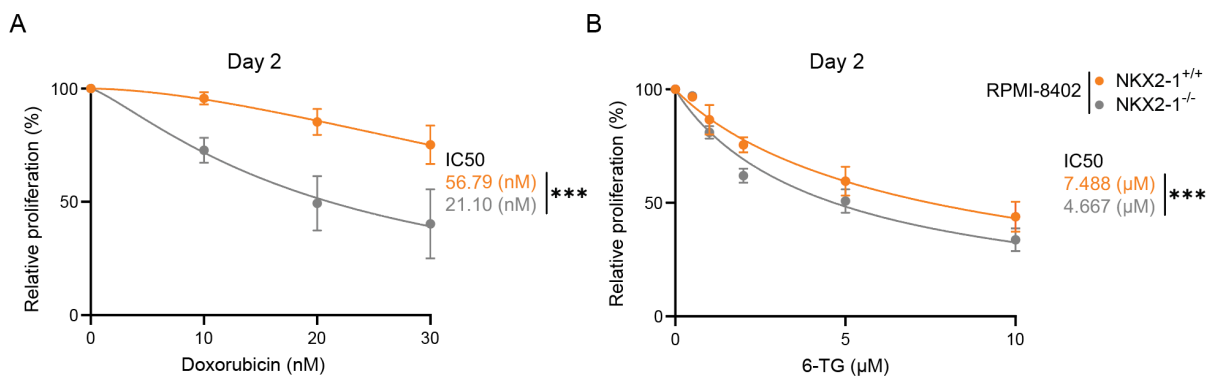 A
Day 2
Relative proliferation (%)
100
50
0
0 10 20 30
Doxorubicin (nM)
IC50
56.79 (nM)
21.10 (nM)
***
B
Day 2
Relative proliferation (%)
100
50
0
0 5 10
6-TG (µM)
RPMI-8402
NKX2-1+/+
NKX2-1-/-
IC50
7.488 (µM)
4.667 (µM)
***